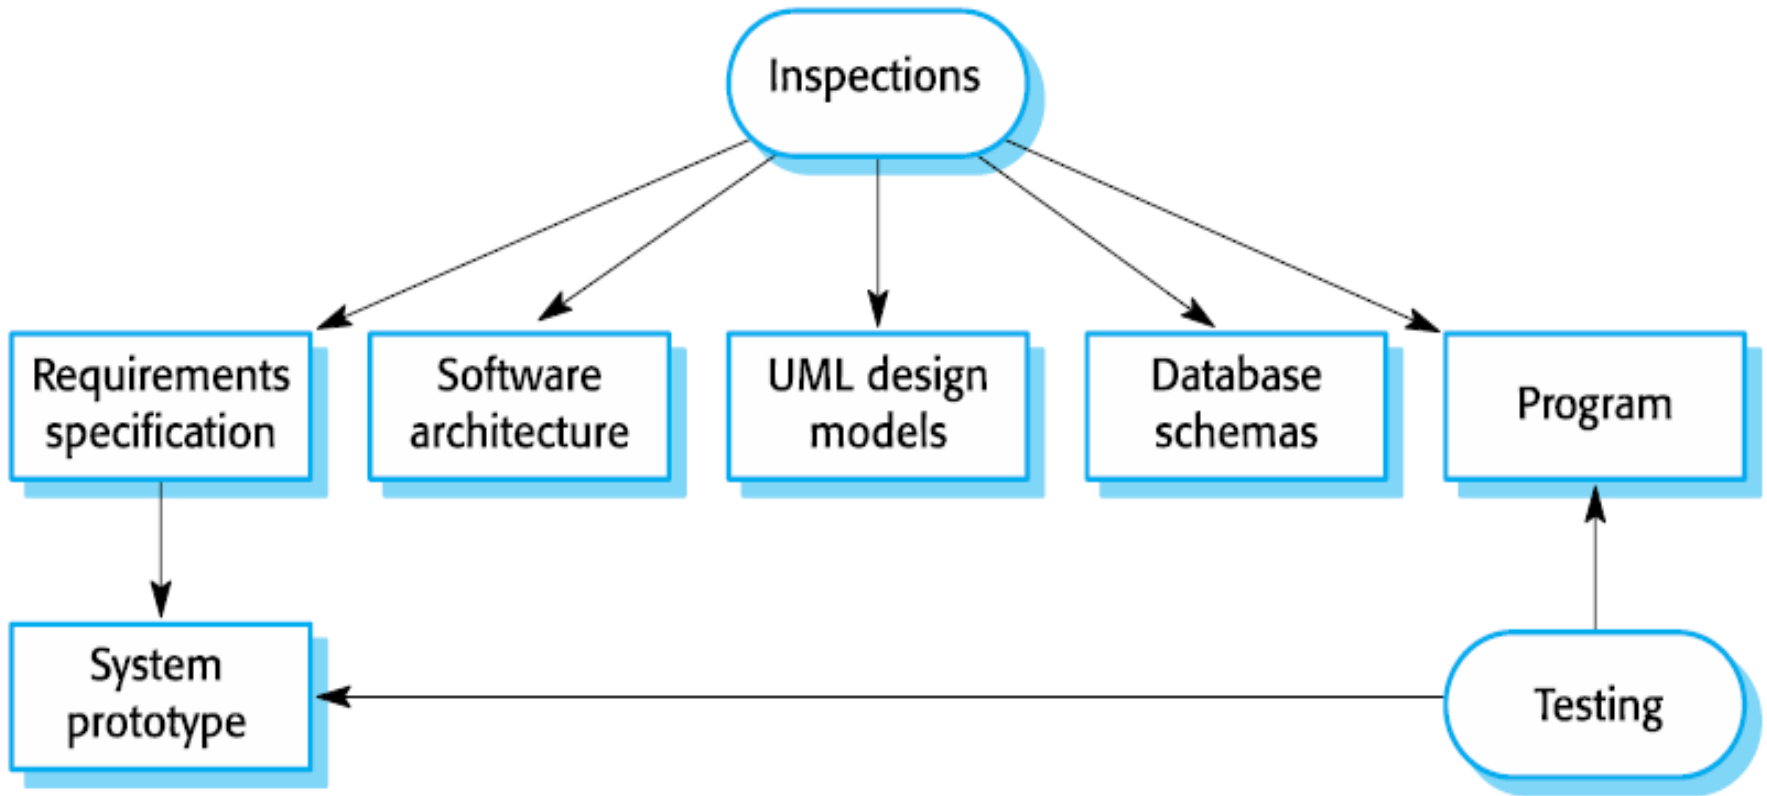 Inspections
Requirements
specification
Software
architecture
UML design
models
Database
schemas
Program
System
prototype
Testing